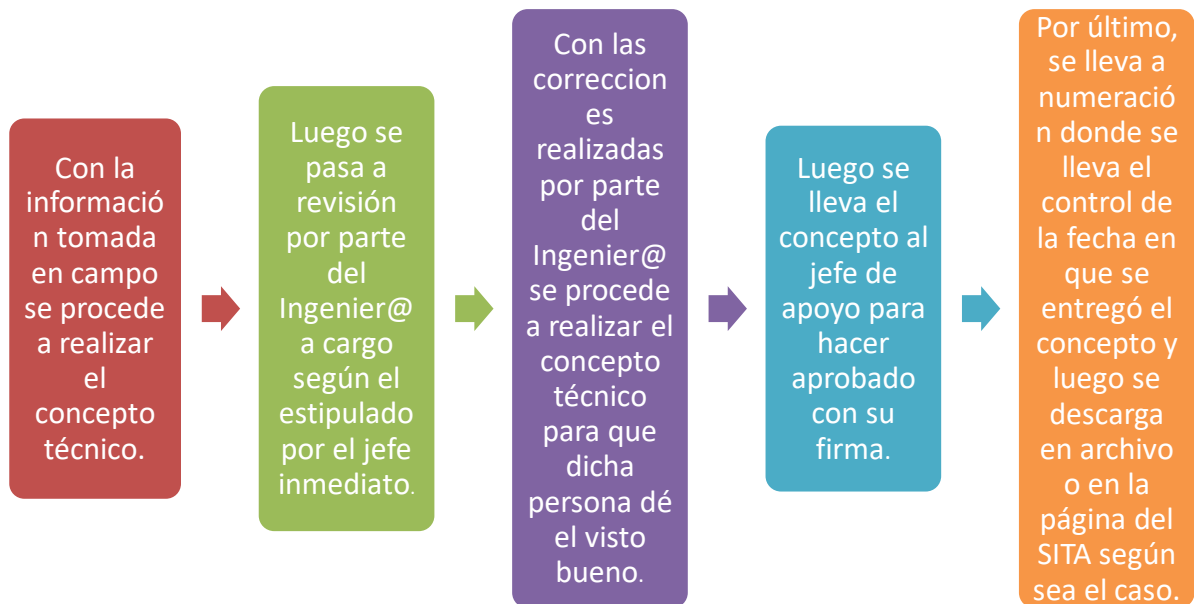 Con la
informació
n tomada
en campo
se procede
a realizar
el
concepto
técnico.
Luego se
pasa a
revisión
por parte
del
Ingenier@
a cargo
según el
estipulado
por el jefe
inmediato.
Con las
correccion
es
realizadas
por parte
del
Ingenier@
se procede
a realizar el
concepto
técnico
para que
dicha
persona dé
el visto
bueno.
Luego se
lleva el
concepto al
jefe de
apoyo para
hacer
aprobado
con su
firma.
Por último,
se lleva a
numeració
n donde se
lleva el
control de
la fecha en
que se
entregó el
concepto y
luego se
descarga
en archivo
o en la
página del
SITA según
sea el caso.